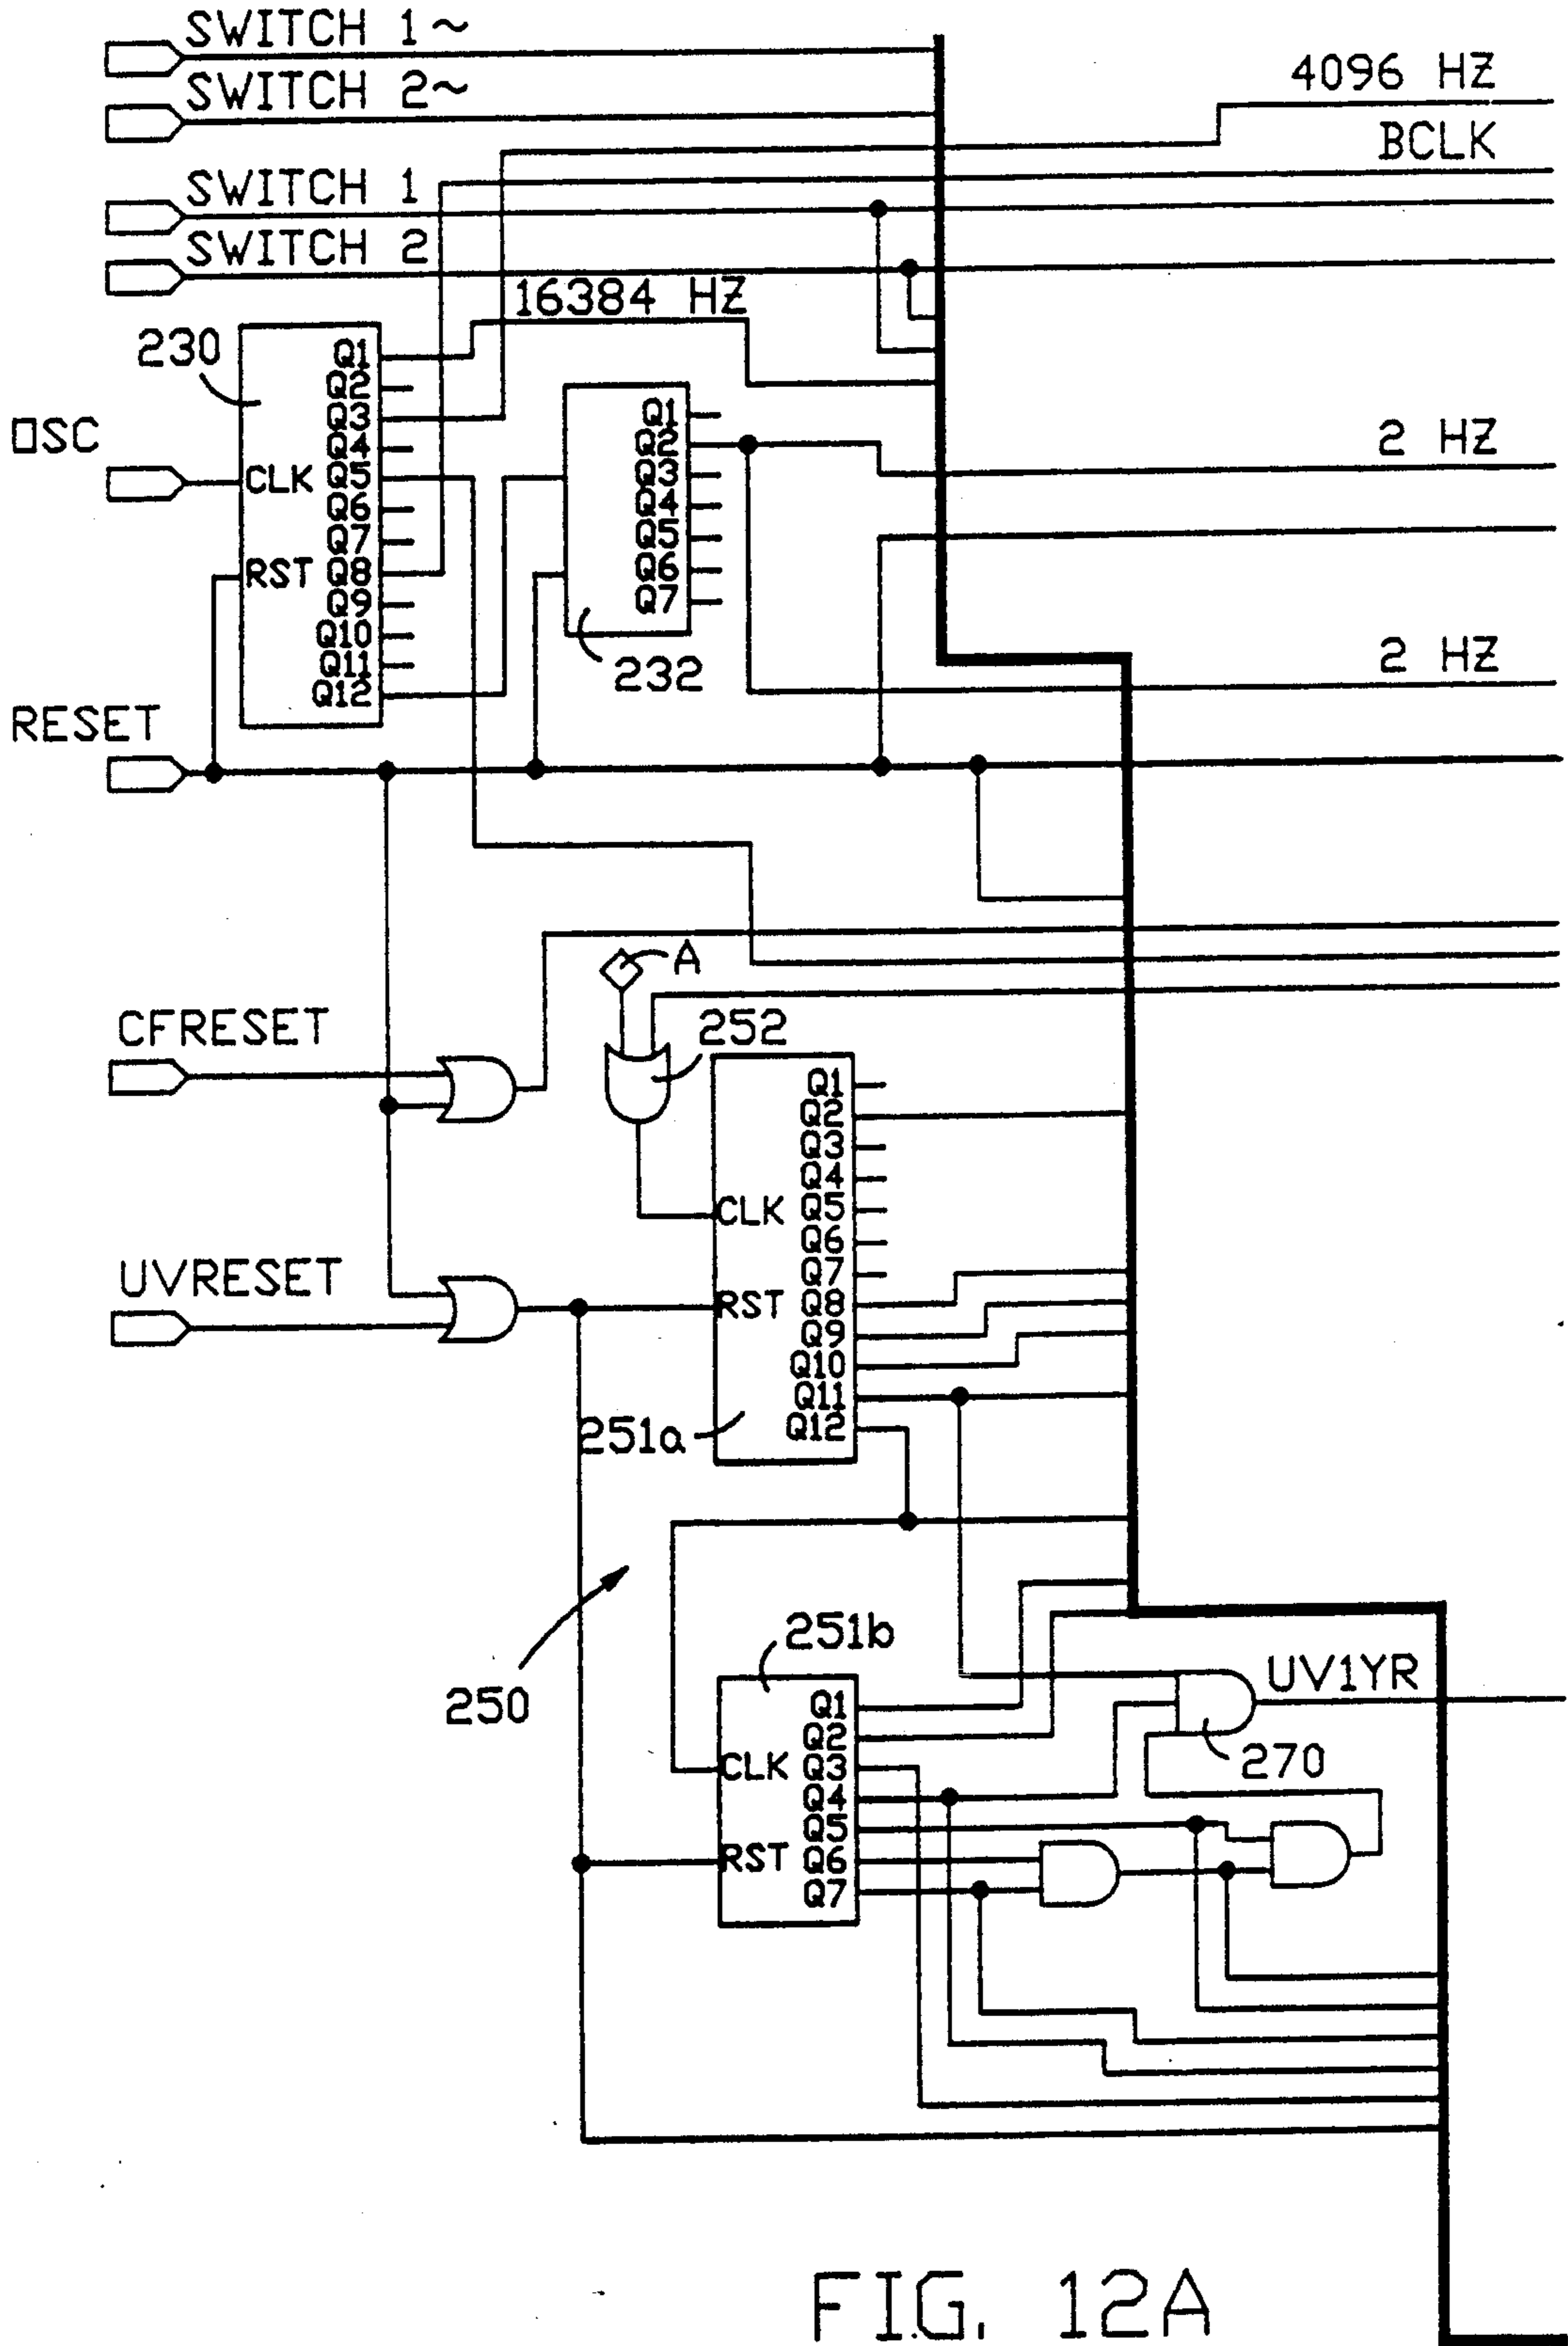 SWITCH 1~
SWITCH 2~
4096 HZ
BCLK
SWITCH 1
SWITCH 2
16384 HZ
230
Q1
Q2
Q3
Q4
Q5
Q6
Q7
Q8
Q9
Q10
Q11
Q12
CLK
RST
OSC
Q1
Q2
Q3
Q4
Q5
Q6
Q7
232
2 HZ
2 HZ
RESET
A
252
CFRESET
Q1
Q2
Q3
Q4
Q5
Q6
Q7
Q8
Q9
Q10
Q11
Q12
CLK
RST
UVRESET
251a
250
251b
Q1
Q2
Q3
Q4
Q5
Q6
Q7
CLK
RST
UV1YR
270
FIG. 12A